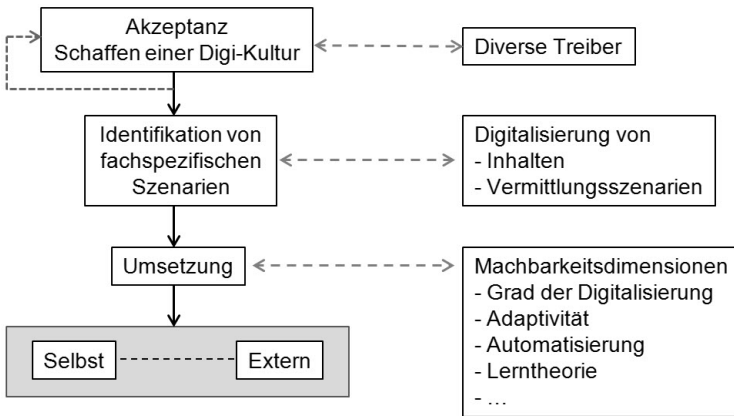 Akzeptanz
Schaffen einer Digi-Kultur
Diverse Treiber
Identifikation von
fachspezifischen
Szenarien
Digitalisierung von
- Inhalten
- Vermittlungsszenarien
Umsetzung
Machbarkeitsdimensionen
- Grad der Digitalisierung
- Adaptivität
- Automatisierung
- Lerntheorie
- ...
Selbst
Extern